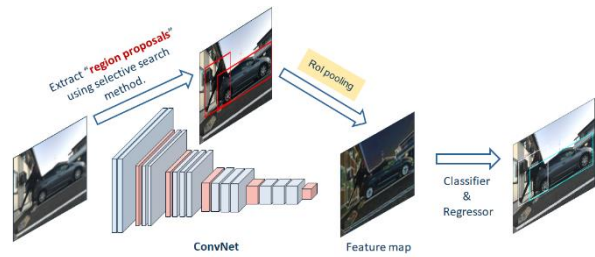 Extract "region proposals"
using selective search
method.
RoI pooling
ConvNet
Feature map
Classifier
&
Regressor